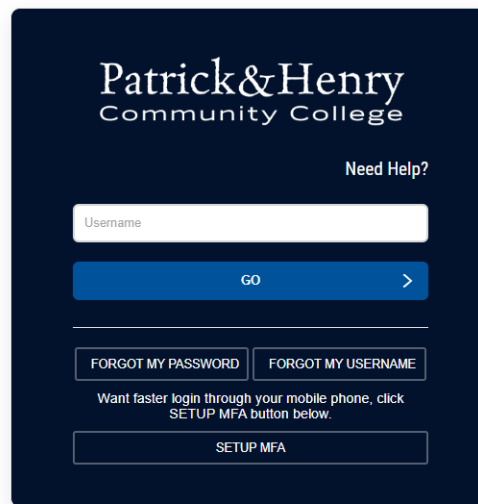 Patrick&Henry
Community College
Need Help?
Username
GO
FORGOT MY PASSWORD
FORGOT MY USERNAME
Want faster login through your mobile phone, click
SETUP MFA button below.
SETUP MFA